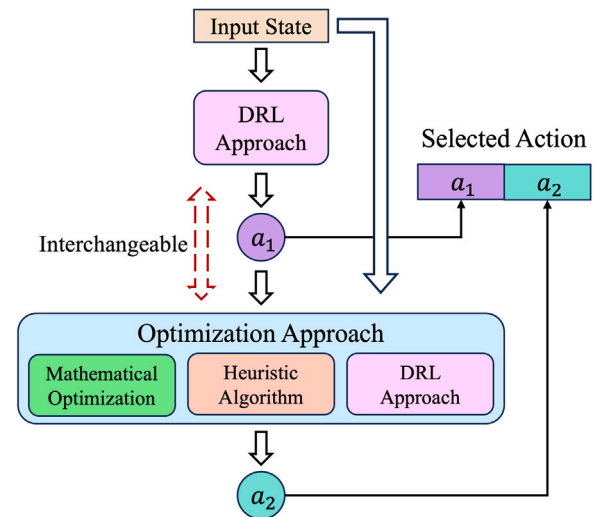 Input State
DRL
Approach
Selected Action
a₁
a₂
Interchangeable
a₁
Optimization Approach
Mathematical
Optimization
Heuristic
Algorithm
DRL
Approach
a₂